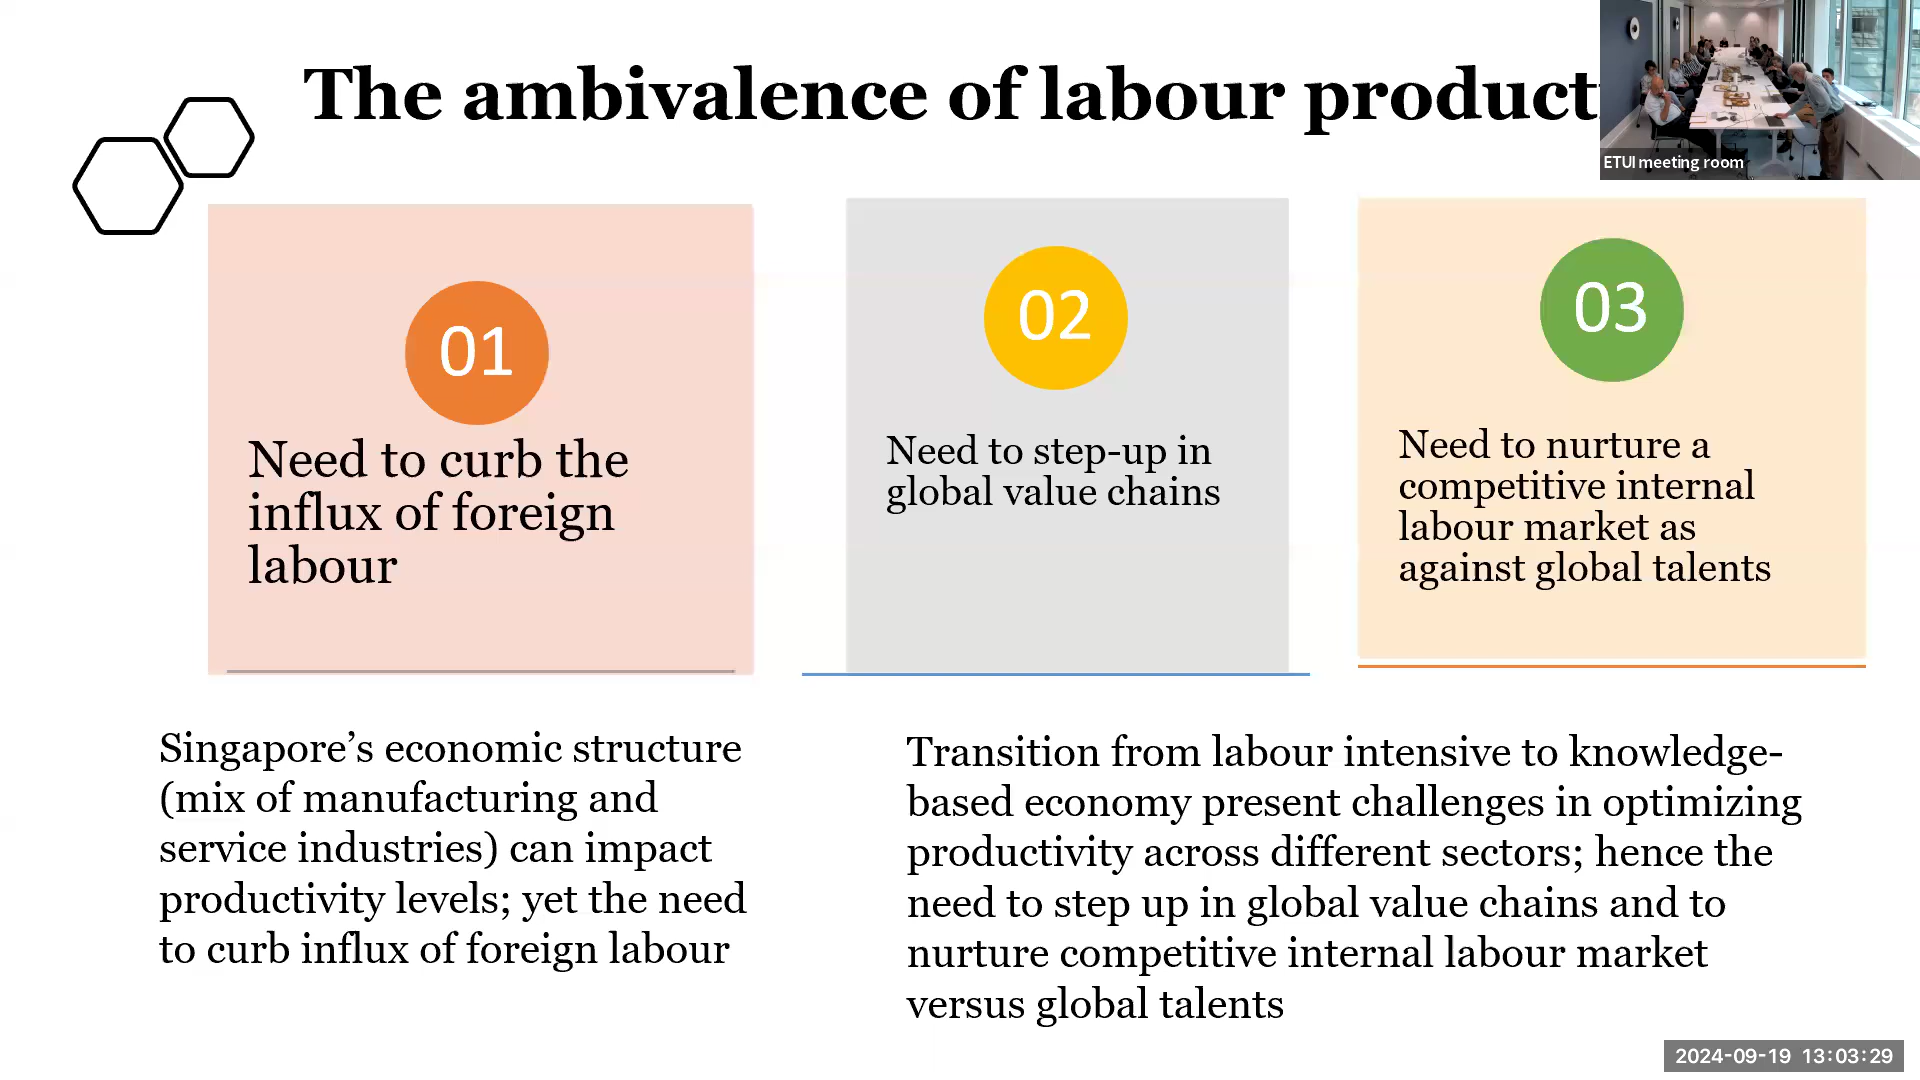 The ambivalence of labour product
ETUI meeting room
01
Need to curb the
influx of foreign
labour
02
Need to step-up in
global value chains
03
Need to nurture a
competitive internal
labour market as
against global talents
Singapore’s economic structure
(mix of manufacturing and
service industries) can impact
productivity levels; yet the need
to curb influx of foreign labour
Transition from labour intensive to knowledge-
based economy present challenges in optimizing
productivity across different sectors; hence the
need to step up in global value chains and to
nurture competitive internal labour market
versus global talents
2024-09-19 13:03:29